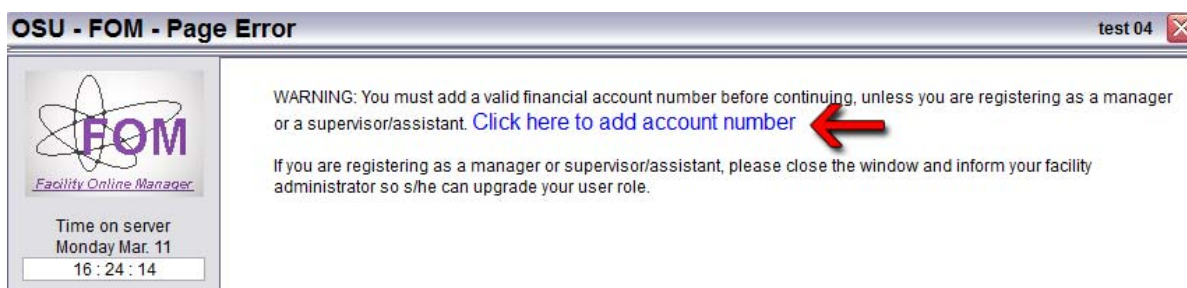 OSU - FOM - Page Error
test 04
FOM
Facility Online Manager
Time on server
Monday Mar. 11
16 : 24 : 14
WARNING: You must add a valid financial account number before continuing, unless you are registering as a manager
or a supervisor/assistant. Click here to add account number
If you are registering as a manager or supervisor/assistant, please close the window and inform your facility
administrator so s/he can upgrade your user role.